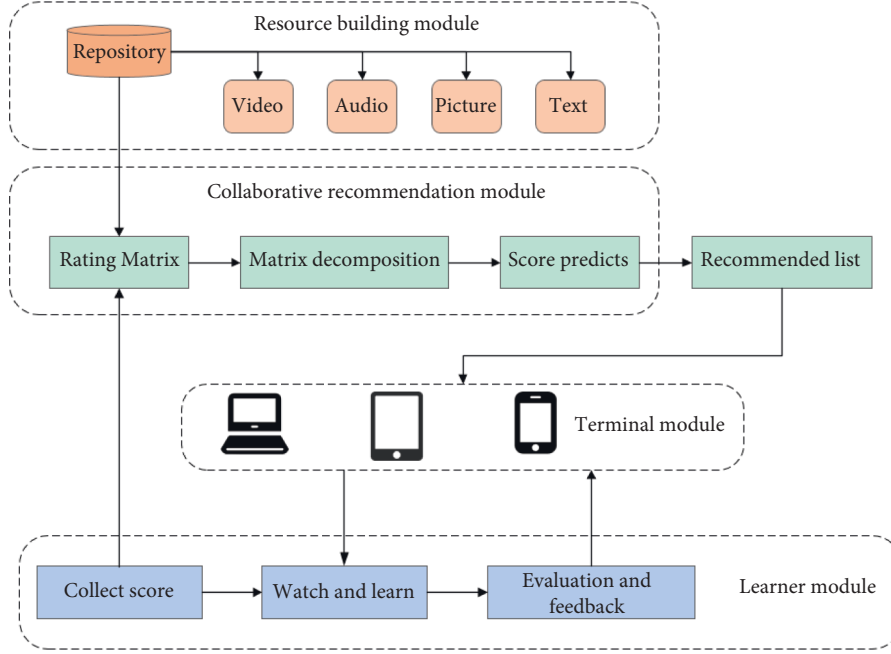 Resource building module
Repository
Video
Audio
Picture
Text
Collaborative recommendation module
Rating Matrix
Matrix decomposition
Score predicts
Recommended list
Terminal module
Collect score
Watch and learn
Evaluation and
feedback
Learner module